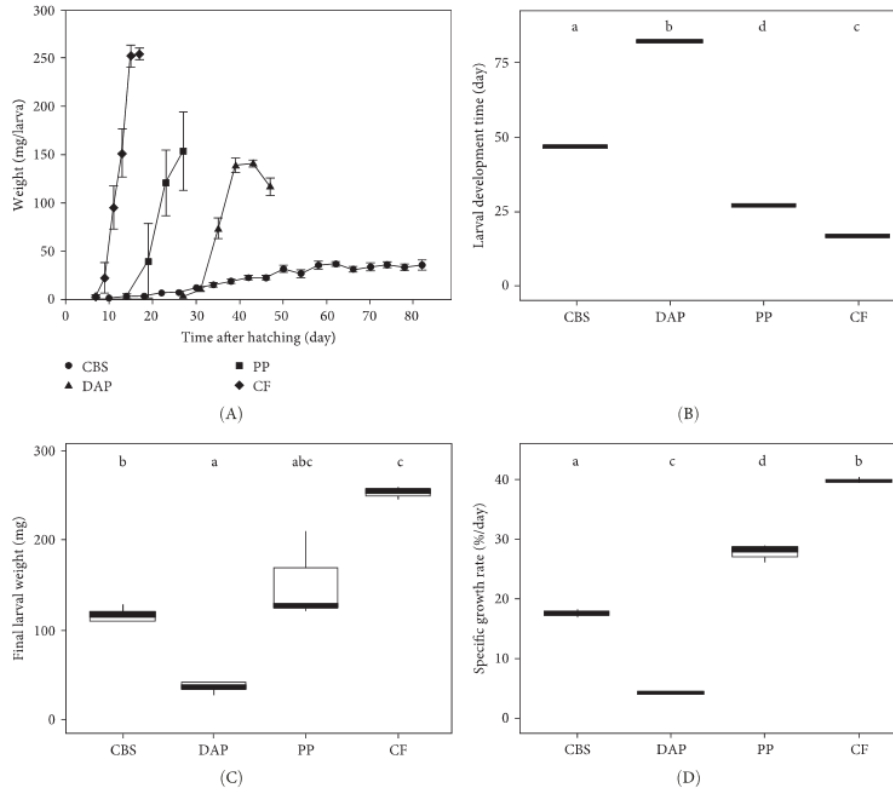 300
250
200
150
100
50
0
Weight (mg/larva)
0 10 20 30 40 50 60 70 80
Time after hatching (day)
CBS PP
DAP CF
(A)
a b d c
75
50
25
0
Larval development time (day)
CBS DAP PP CF
(B)
b a abc c
300
200
100
0
Final larval weight (mg)
CBS DAP PP CF
(C)
a c d b
40
30
20
10
0
Specific growth rate (%/day)
CBS DAP PP CF
(D)